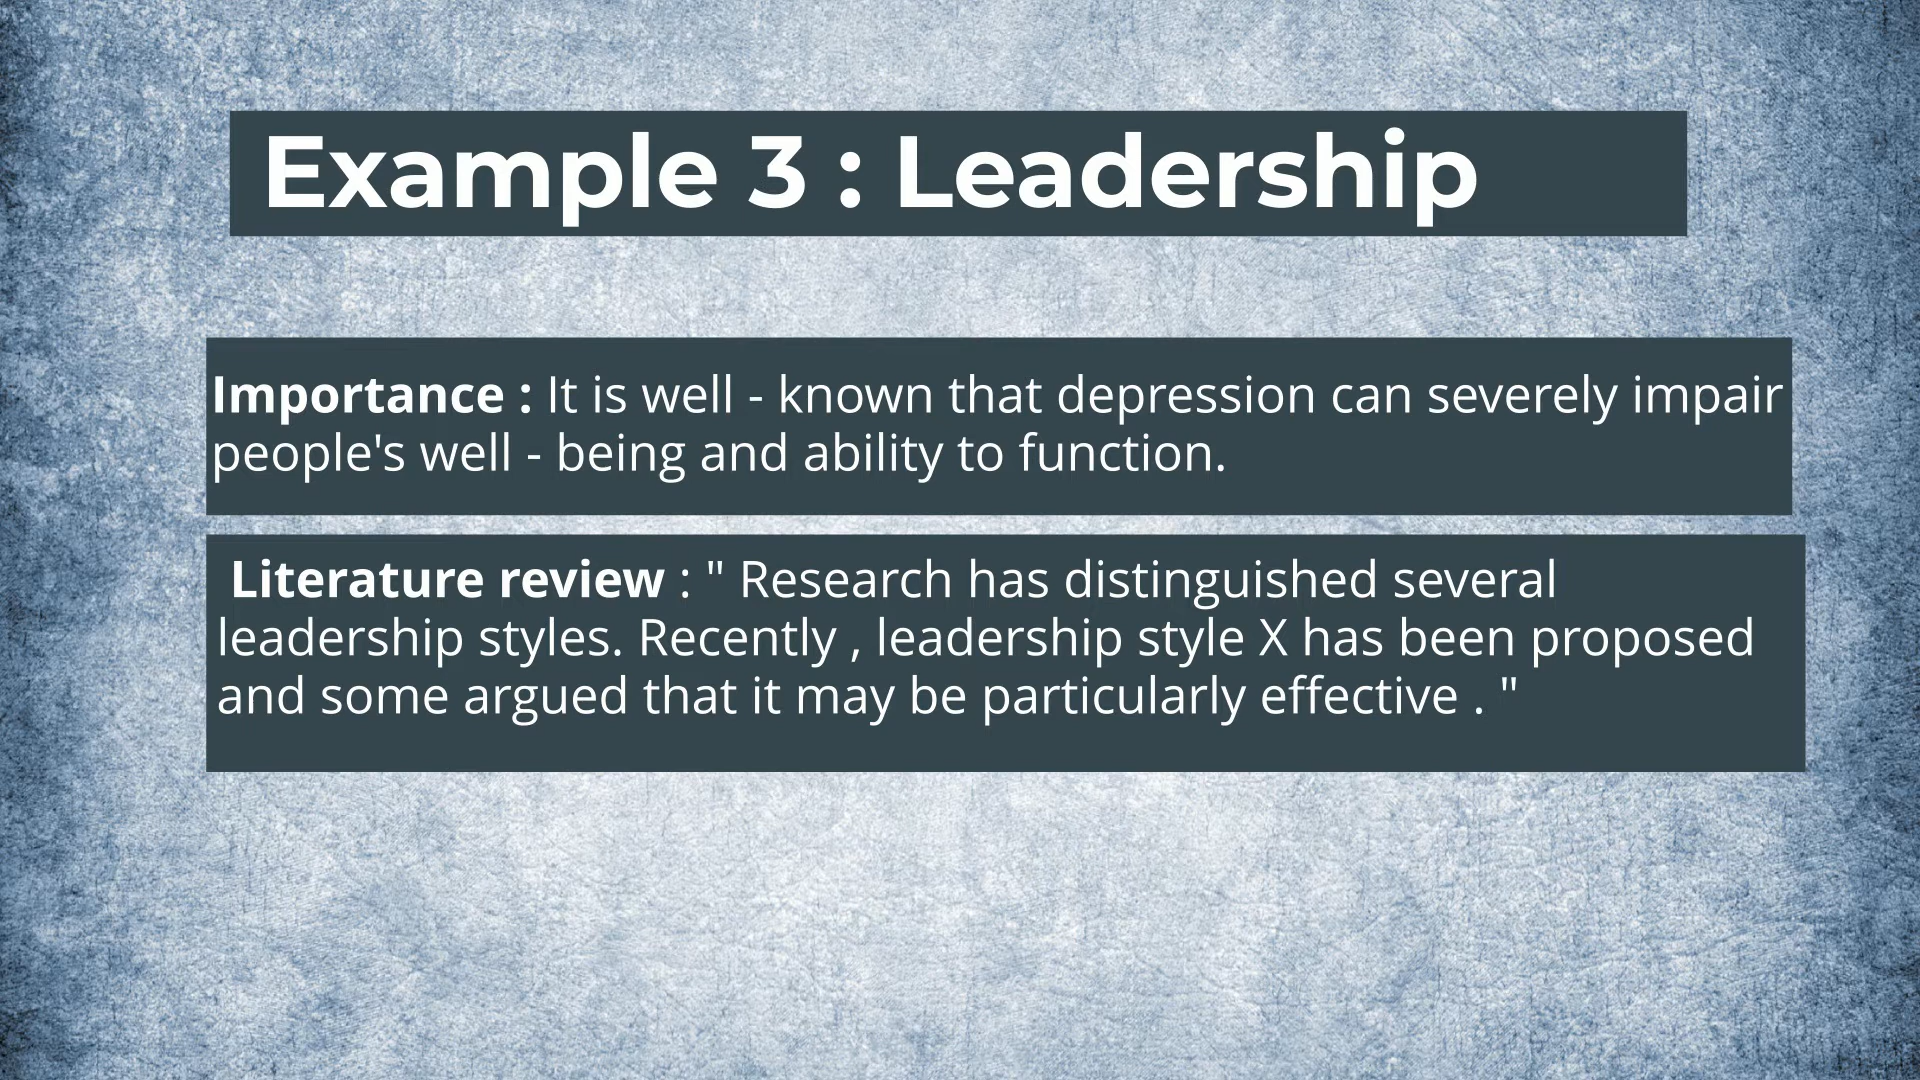 Example 3 : Leadership
Importance : It is well - known that depression can severely impair
people's well - being and ability to function.
Literature review : " Research has distinguished several
leadership styles. Recently , leadership style X has been proposed
and some argued that it may be particularly effective . "